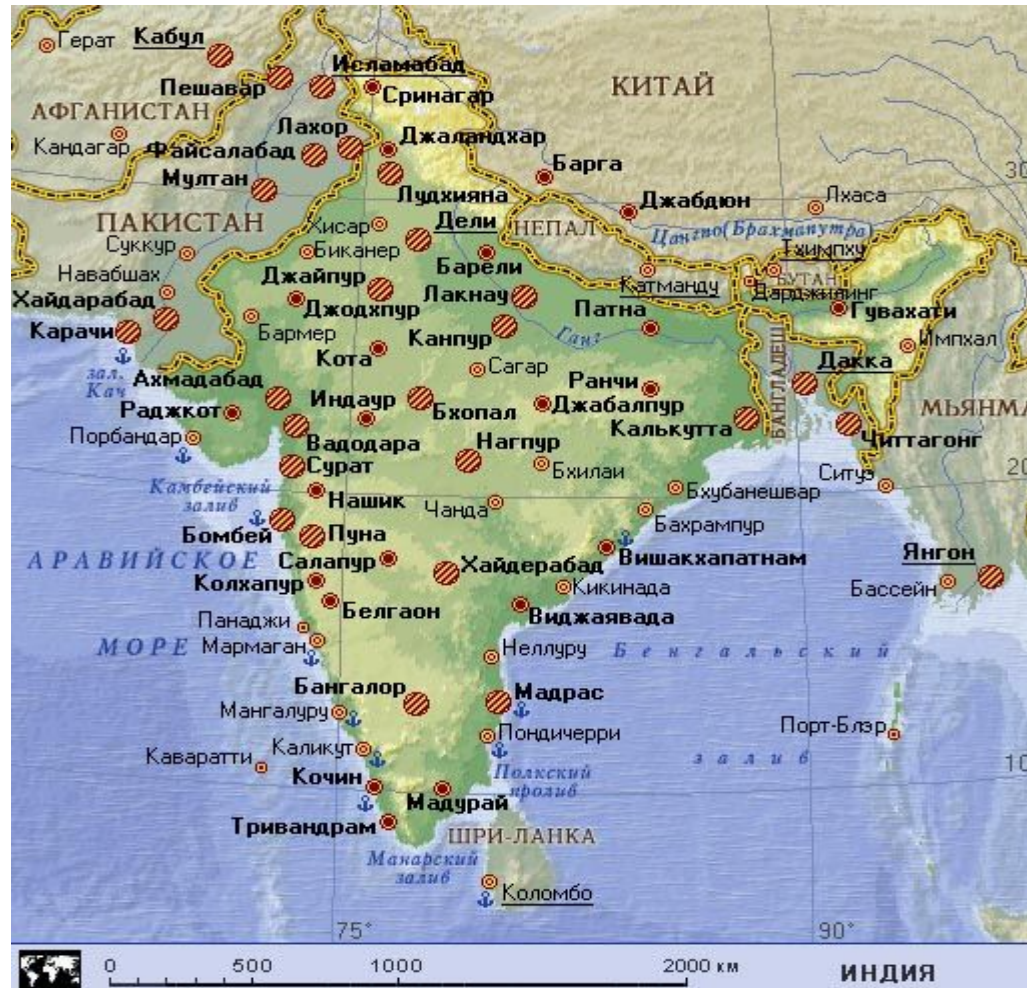 Герат
Кабул
Пешавар
Исламабад
Сринагар
КИТАЙ
АФГАНИСТАН
Кандагар
Лахор
Файсалабад
Джаландхар
Мултан
Лудхияна
Барга
30
Джабдюн
Лхаса
ПАКИСТАН
Хисар
Дели
НЕПАЛ
Цангпо(Брахмапутра)
Суккур
Биканер
Барели
Тхимпху
Навабшах
Джайпур
БУТАН
Хайдарабад
Джодхпур
Лакнау
Катманду
Дарджилинг
Карачи
Бармер
Канпур
Патна
Гувахати
Ганг
зал.
Кач
Кота
Сагар
БАНГЛАДЕШ
Дакка
Импхал
Ахмадабад
Индаур
Ранчи
Раджкот
Бхопал
Джабалпур
МЬЯНМА
Порбандар
Вадодара
Нагпур
Калькутта
Читтагонг
Сурат
Бхилаи
Ситуэ
20
Камбейский
залив
Нашик
Чанда
Бхубанешвар
Бомбей
Пуна
Бахрампур
АРАВИЙСКОЕ
Салапур
Хайдерабад
Вишакхапатнам
Янгон
Колхапур
Кикинада
Бассейн
Белгаон
Виджаявада
Панаджи
МОРЕ
Мармаган
Неллуру
Бенгальский
Бангалор
Мадрас
Мангалуру
Пондичерри
Порт-Блэр
Каваратти
Каликут
залив
Кочин
Полкский
пролив
10
Мадурай
Тривандрам
ШРИ-ЛАНКА
Манарский
залив
Коломбо
75°
90°
0 500 1000 2000 км
ИНДИЯ